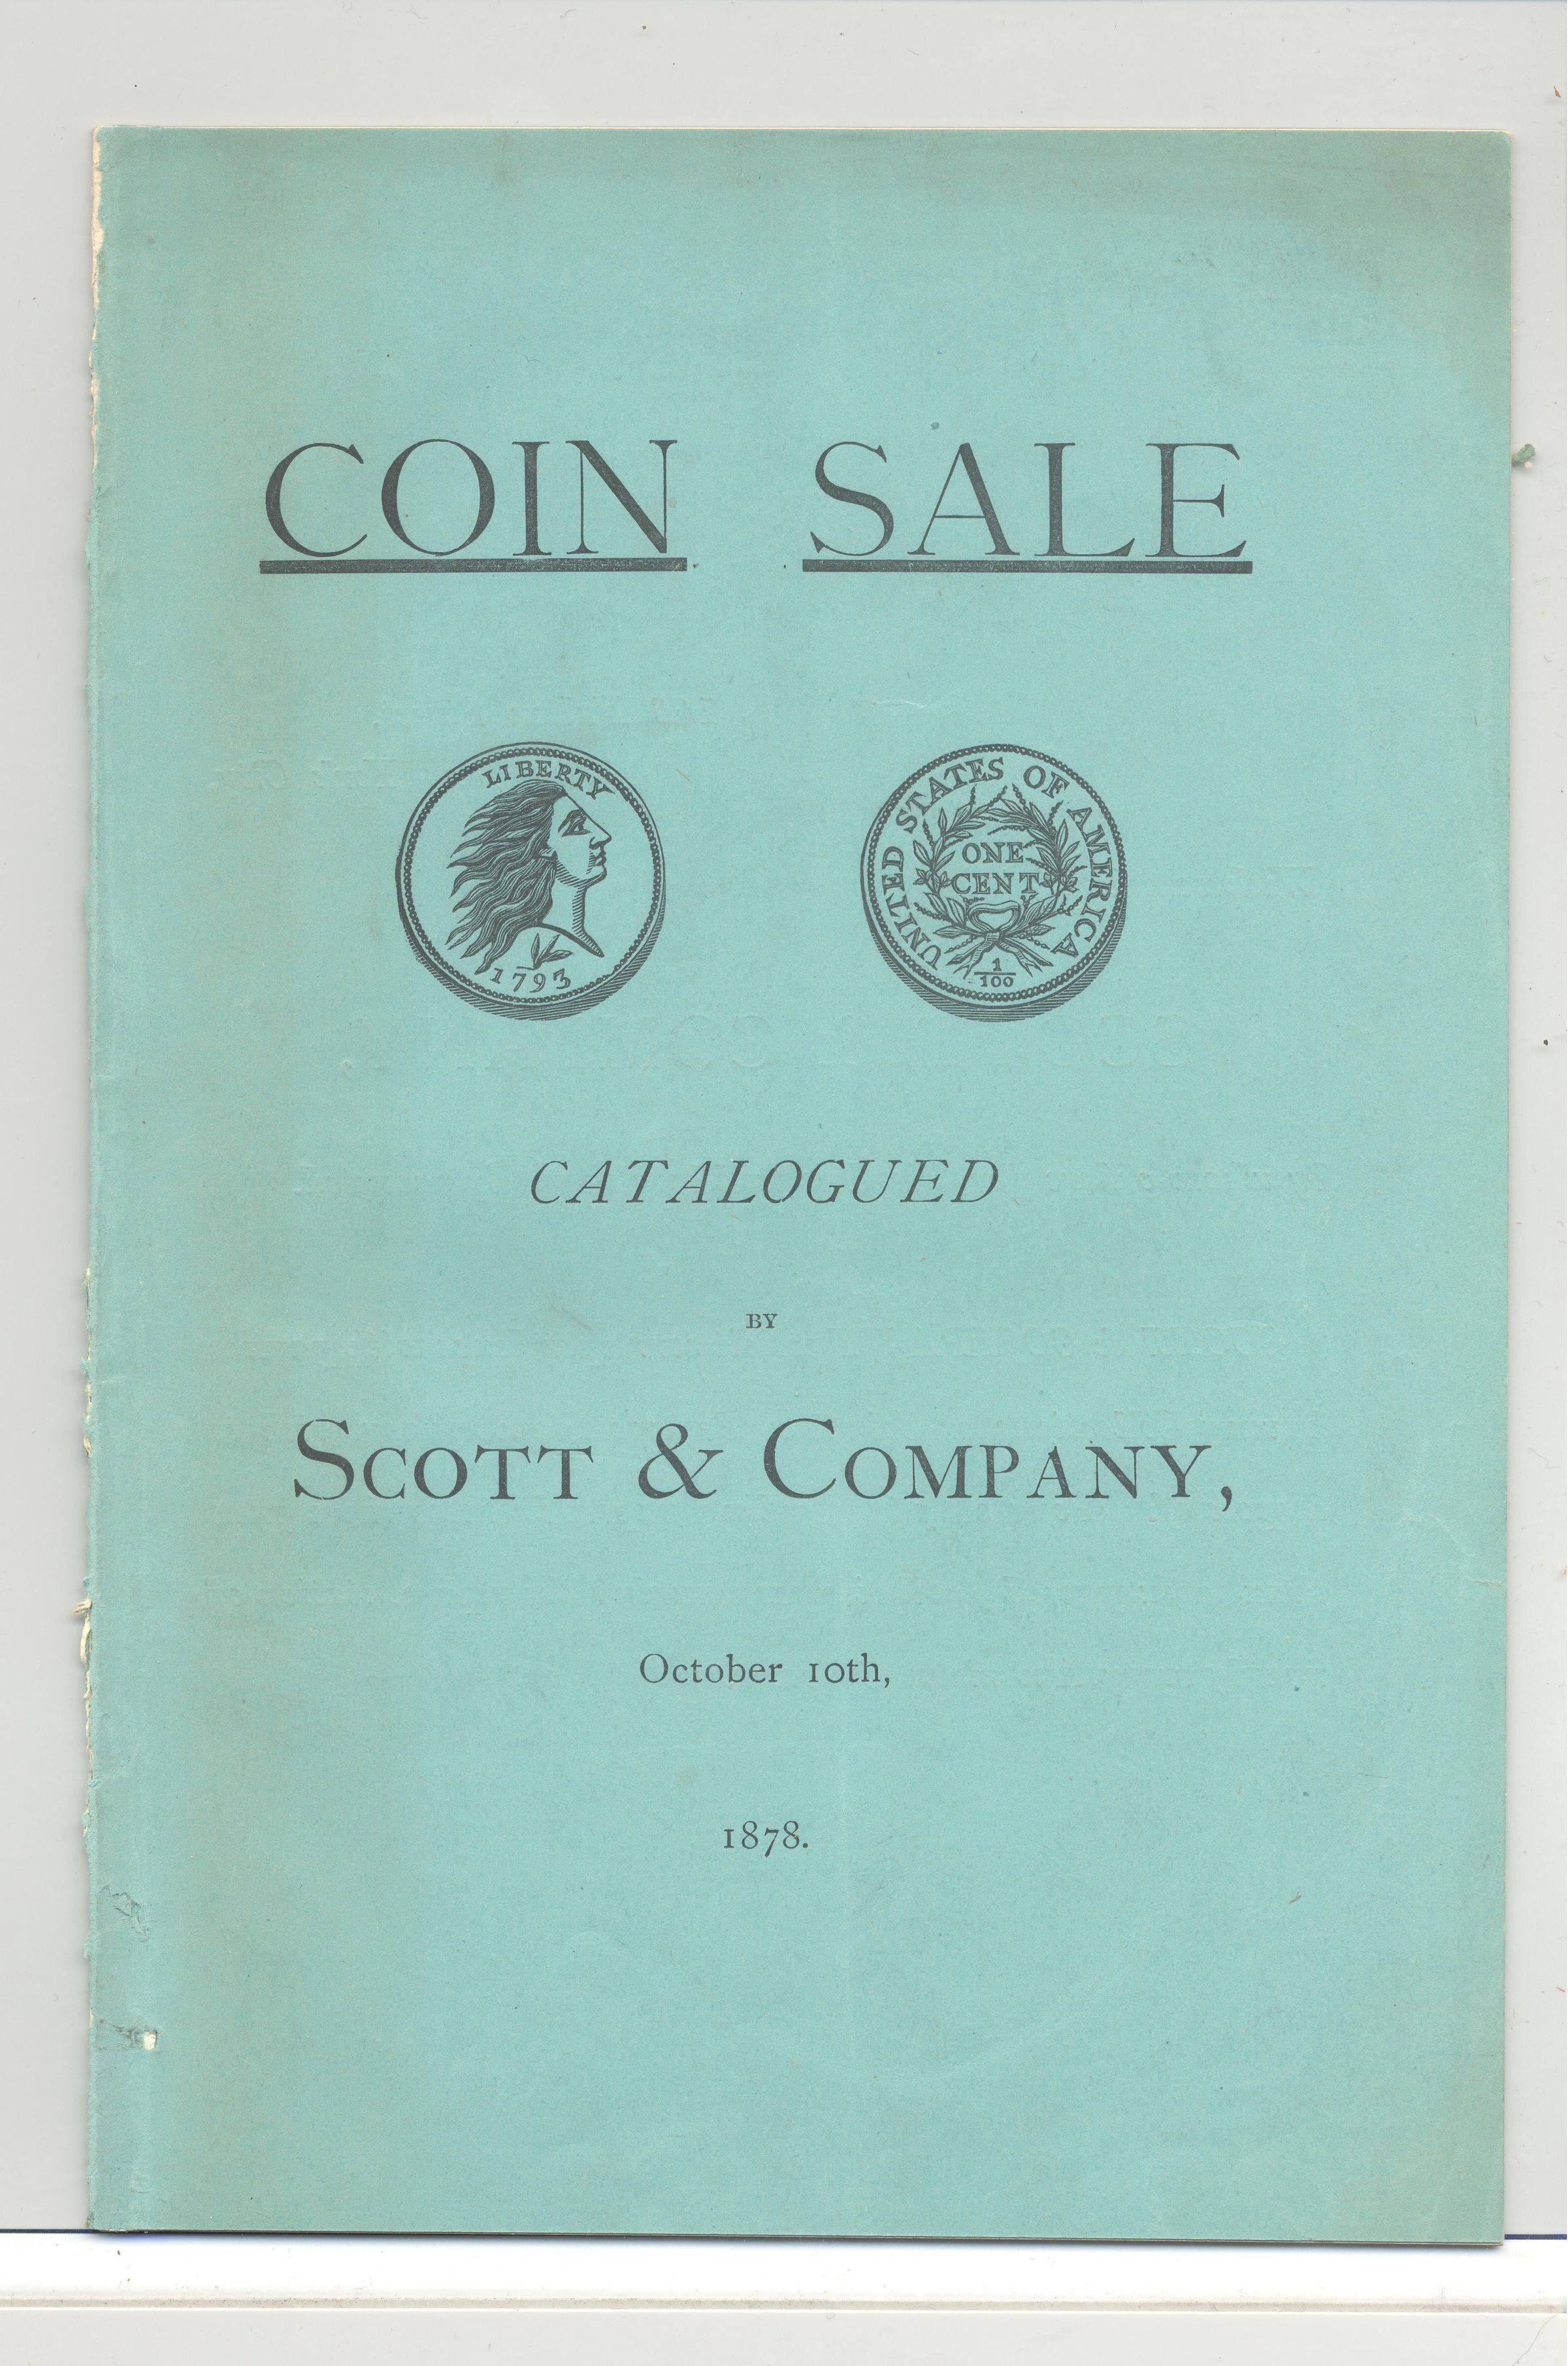 COIN SALE
LIBERTY
1793
UNITED STATES OF AMERICA
ONE
CENT
1
100
CATALOGUED
BY
SCOTT & COMPANY,
October 10th,
1878.